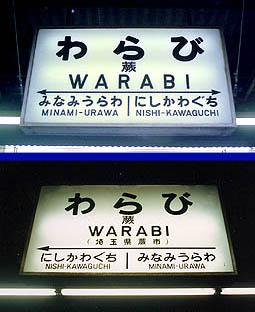 わらび
蕨
WARABI
みなみうらわ にしかわぐち
MINAMI-URAWA NISHI-KAWAGUCHI
わらび
蕨
WARABI
(埼玉県蕨市)
にしかわぐち みなみうらわ
NISHI-KAWAGUCHI MINAMI-URAWA